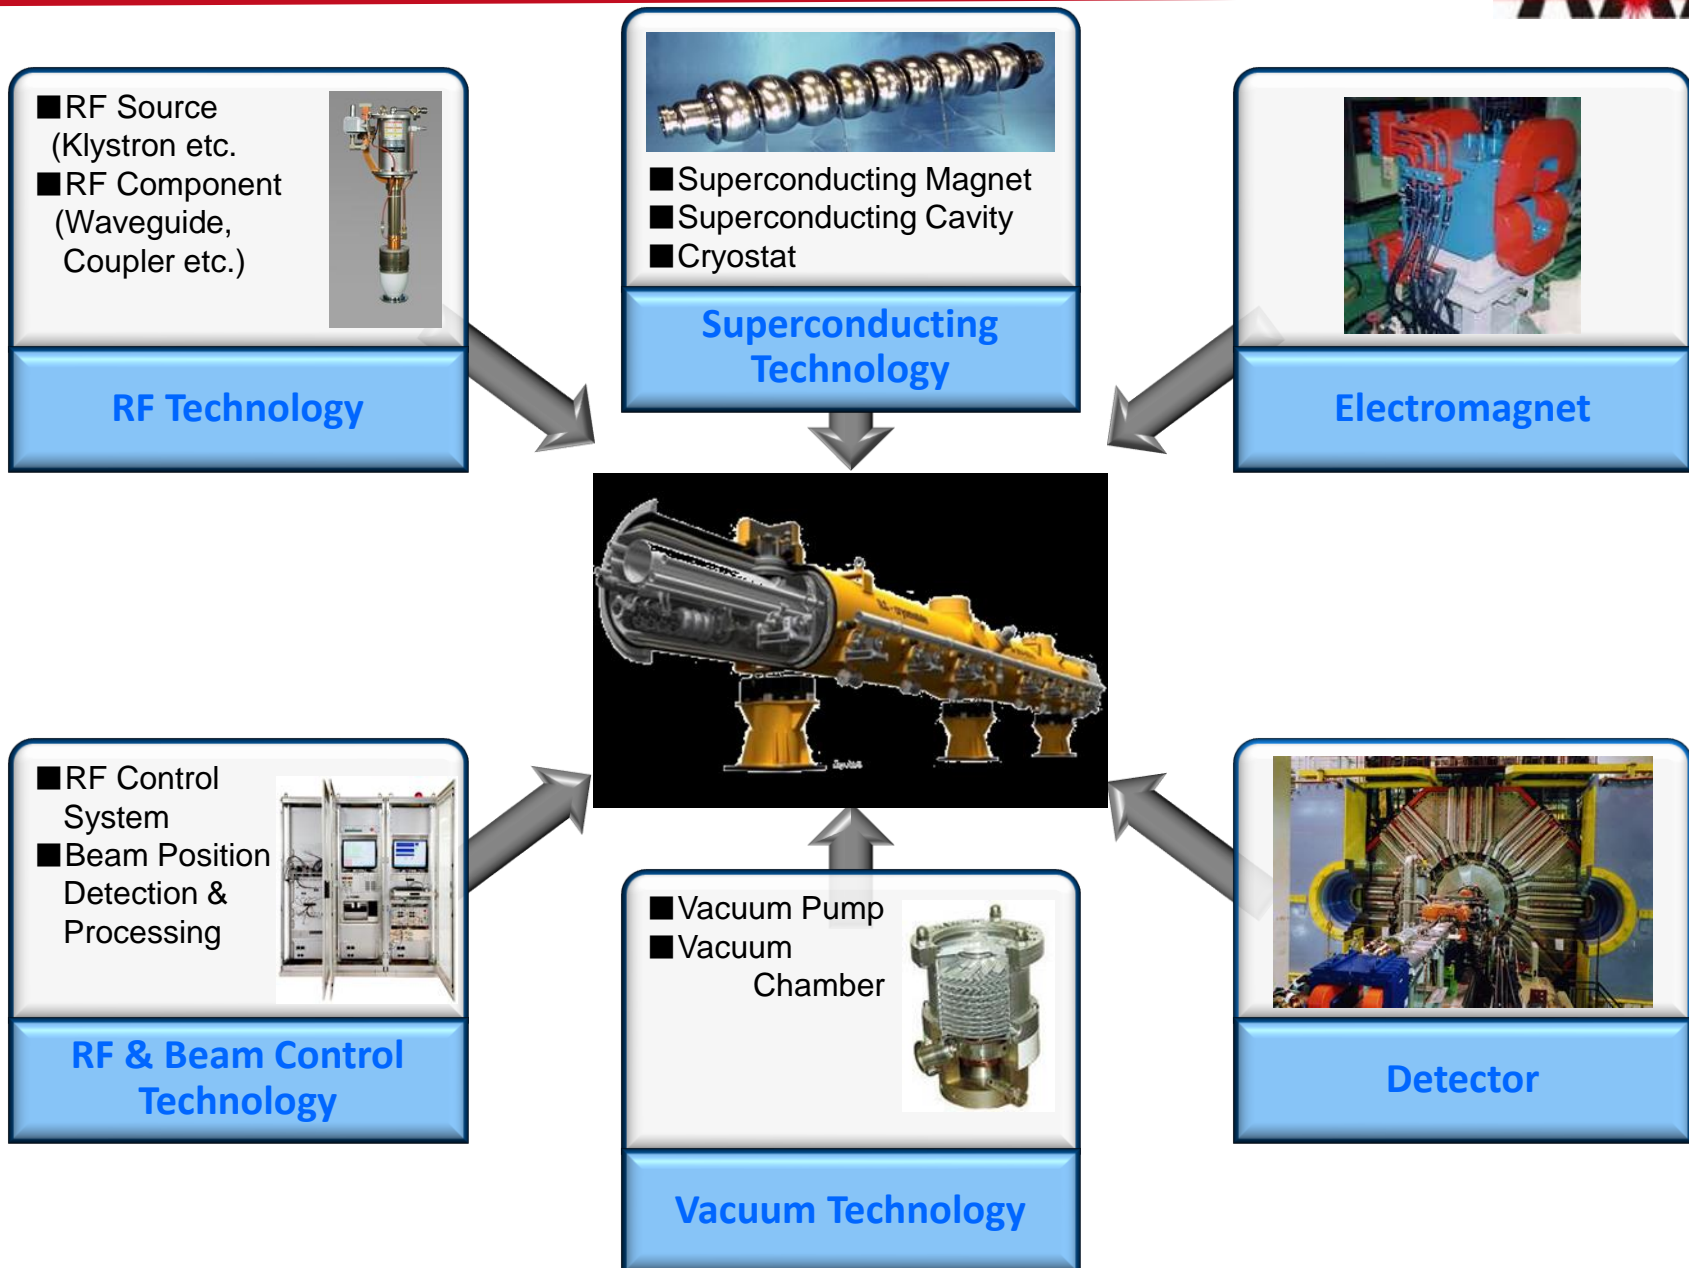 ■RF Source
(Klystron etc.
■RF Component
(Waveguide,
Coupler etc.)
RF Technology
■Superconducting Magnet
■Superconducting Cavity
■Cryostat
Superconducting
Technology
Electromagnet
■RF Control
System
■Beam Position
Detection &
Processing
RF & Beam Control
Technology
■Vacuum Pump
■Vacuum
Chamber
Vacuum Technology
Detector